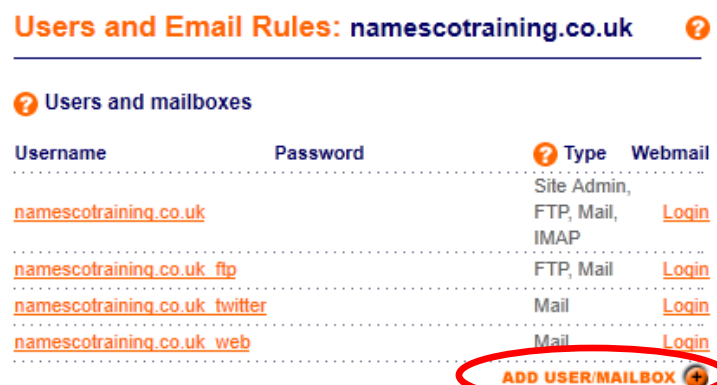 Users and Email Rules: namescotraining.co.uk ?
? Users and mailboxes
Username Password ? Type Webmail
namescotraining.co.uk Site Admin, FTP, Mail, IMAP Login
namescotraining.co.uk_ftp FTP, Mail Login
namescotraining.co.uk_twitter Mail Login
namescotraining.co.uk_web Mail Login
ADD USER/MAILBOX +